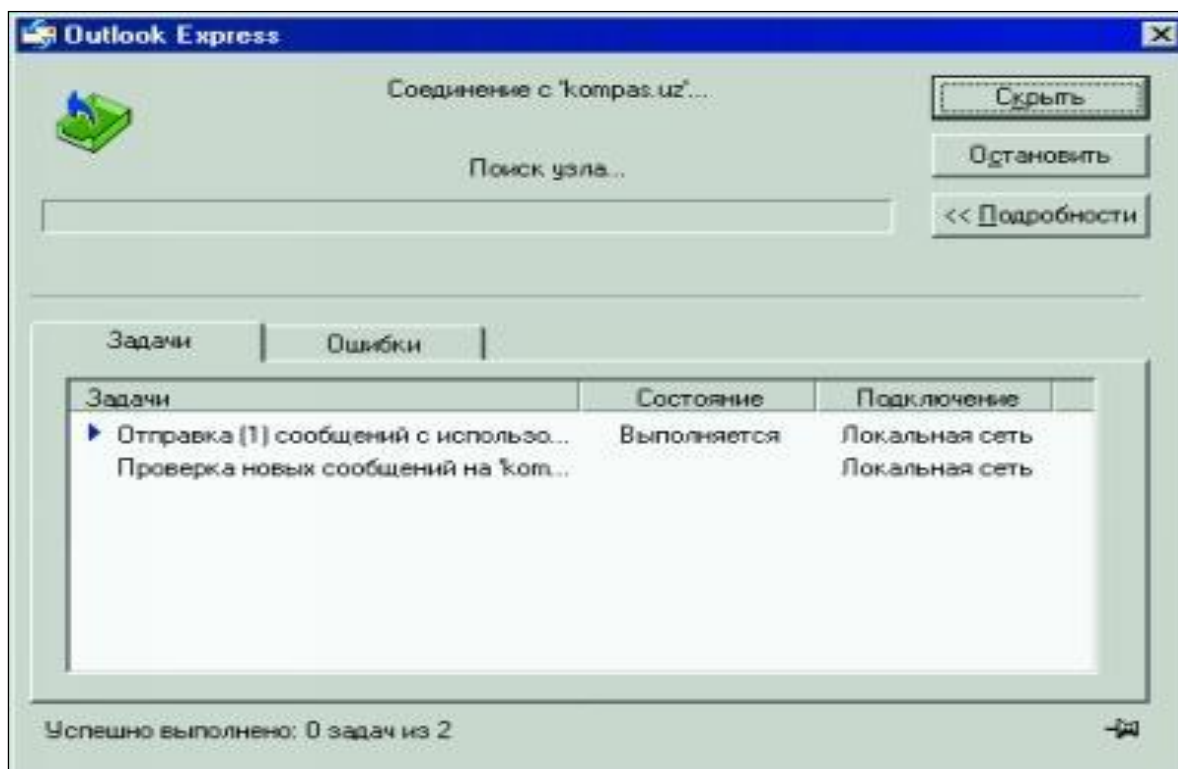 Outlook Express
Соединение с 'kompas.uz'...
Скрыть
Поиск узла...
Остановить
<< Подробности
Задачи Ошибки
Задачи Состояние Подключение
Отправка (1) сообщений с использо... Выполняется Локальная сеть
Проверка новых сообщений на 'kom... Локальная сеть
Успешно выполнено: 0 задач из 2